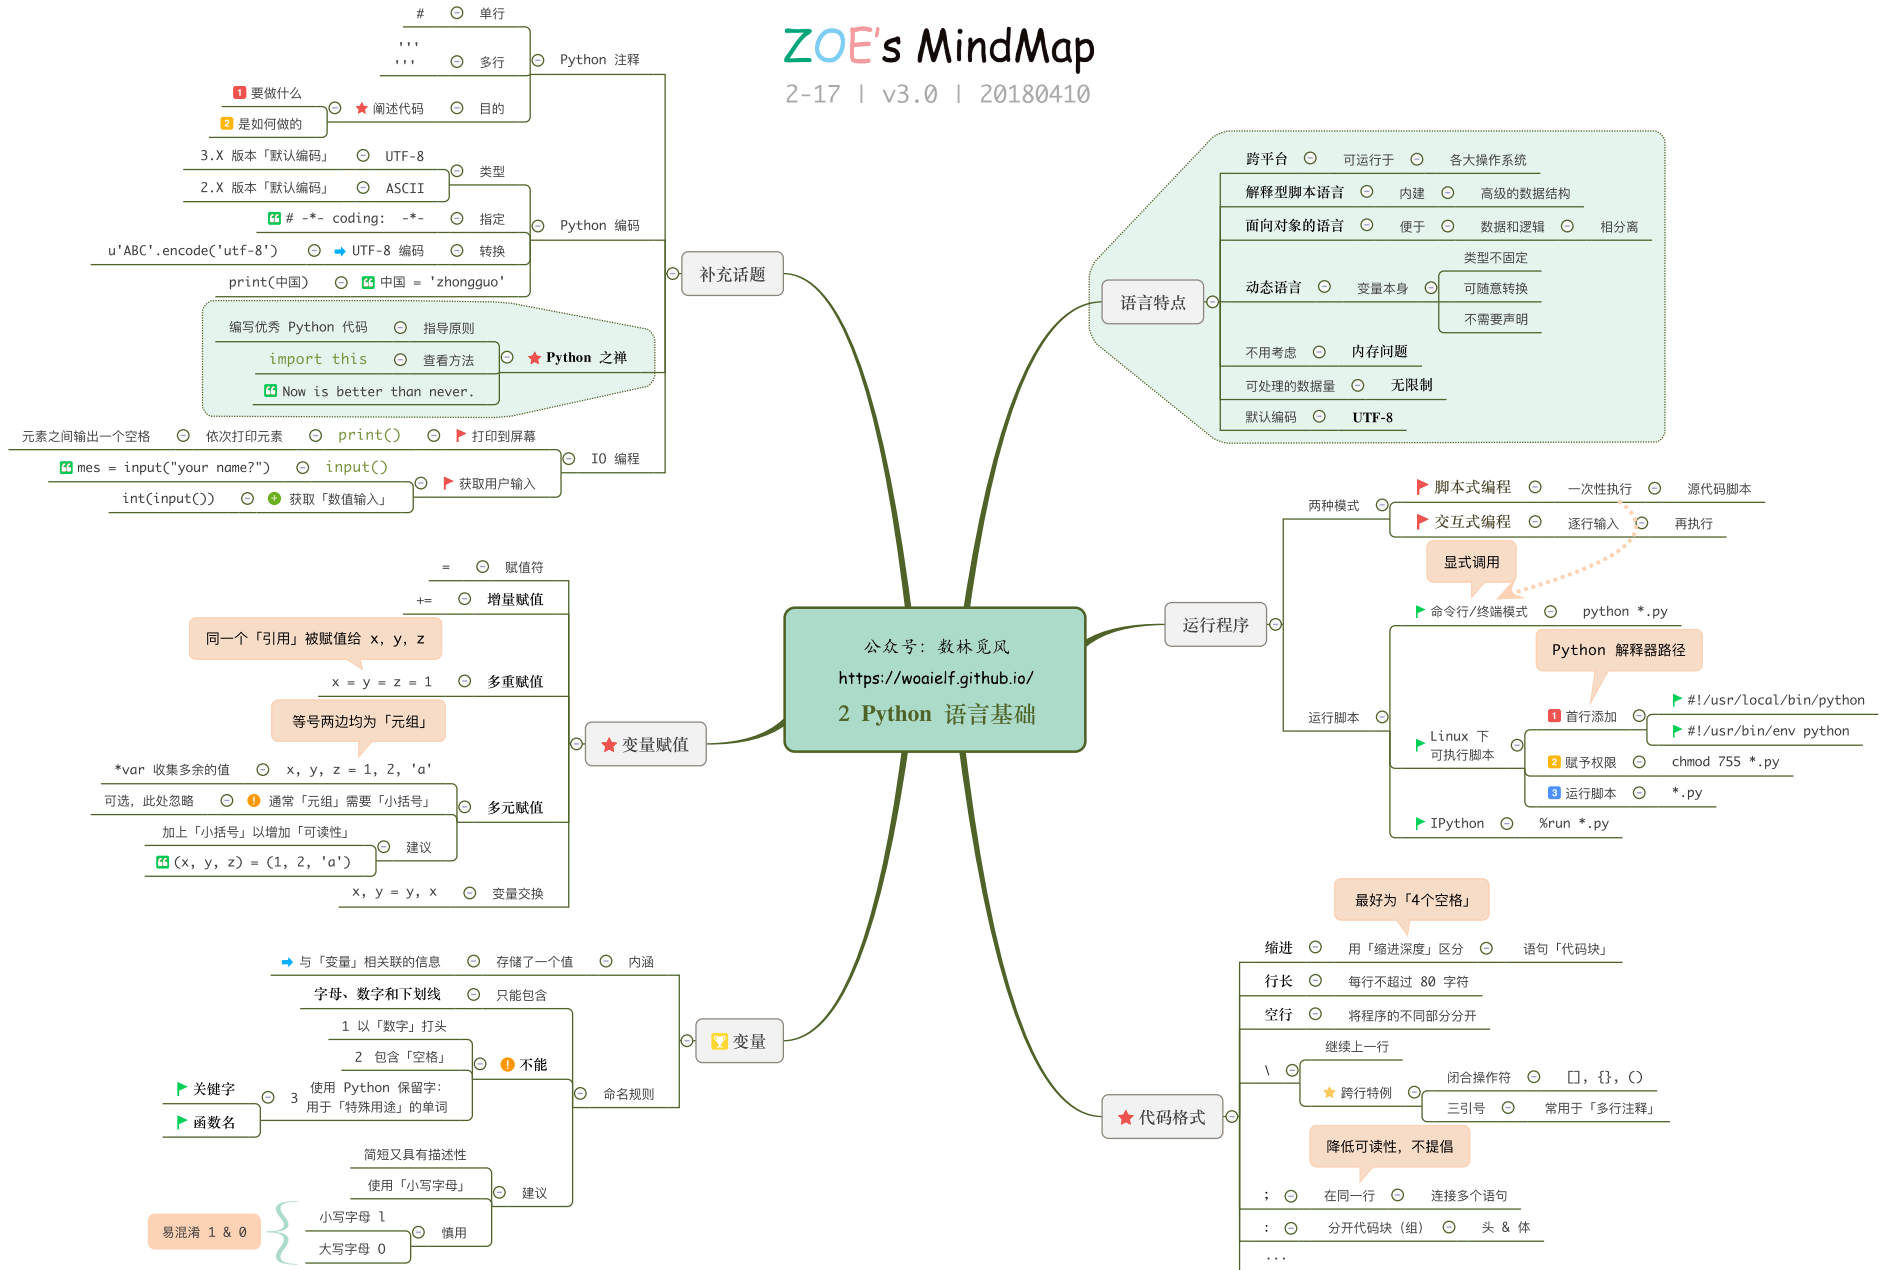 ZOE's MindMap
2-17 | v3.0 | 20180410
公众号：数林觅风
https://woaielf.github.io/
2 Python 语言基础
补充话题
Python 注释
单行
#
多行
'''
'''
目的
阐述代码
1 要做什么
2 是如何做的
Python 编码
类型
UTF-8
3.X 版本「默认编码」
ASCII
2.X 版本「默认编码」
指定
# -*- coding: -*-
转换
UTF-8 编码
u'ABC'.encode('utf-8')
中国 = 'zhongguo'
print(中国)
Python 之禅
指导原则
编写优秀 Python 代码
查看方法
import this
Now is better than never.
IO 编程
打印到屏幕
print()
依次打印元素
元素之间输出一个空格
获取用户输入
input()
mes = input("your name?")
获取「数值输入」
int(input())
变量赋值
赋值符
=
增量赋值
+=
同一个「引用」被赋值给 x, y, z
多重赋值
x = y = z = 1
等号两边均为「元组」
多元赋值
x, y, z = 1, 2, 'a'
*var 收集多余的值
通常「元组」需要「小括号」
可选，此处忽略
建议
加上「小括号」以增加「可读性」
(x, y, z) = (1, 2, 'a')
变量交换
x, y = y, x
变量
内涵
存储了一个值
与「变量」相关联的信息
命名规则
只能包含
字母、数字和下划线
不能
1 以「数字」打头
2 包含「空格」
3 使用 Python 保留字：
用于「特殊用途」的单词
关键字
函数名
建议
简短又具有描述性
使用「小写字母」
慎用
小写字母 l
大写字母 O
易混淆 1 & 0
语言特点
跨平台
可运行于
各大操作系统
解释型脚本语言
内建
高级的数据结构
面向对象的语言
便于
数据和逻辑
相分离
动态语言
变量本身
类型不固定
可随意转换
不需要声明
不用考虑
内存问题
可处理的数据量
无限制
默认编码
UTF-8
运行程序
两种模式
脚本式编程
一次性执行
源代码脚本
交互式编程
逐行输入
再执行
显式调用
运行脚本
命令行/终端模式
python *.py
Python 解释器路径
Linux 下
可执行脚本
1 首行添加
#!/usr/local/bin/python
#!/usr/bin/env python
2 赋予权限
chmod 755 *.py
3 运行脚本
*.py
IPython
%run *.py
代码格式
最好为「4个空格」
缩进
用「缩进深度」区分
语句「代码块」
行长
每行不超过 80 字符
空行
将程序的不同部分分开
\
继续上一行
跨行特例
闭合操作符
[], {}, ()
三引号
常用于「多行注释」
降低可读性，不提倡
;
在同一行
连接多个语句
:
分开代码块（组）
头 & 体
...